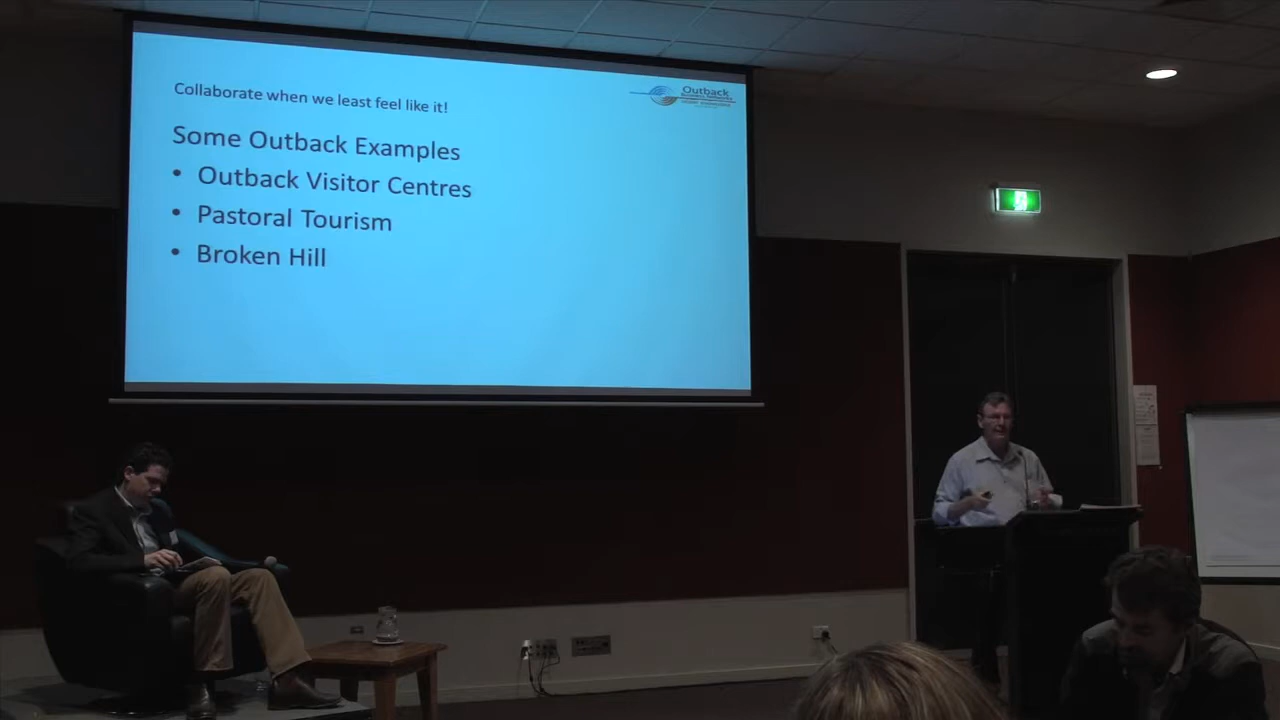 Collaborate when we least feel like it!
Outback
Some Outback Examples
• Outback Visitor Centres
• Pastoral Tourism
• Broken Hill